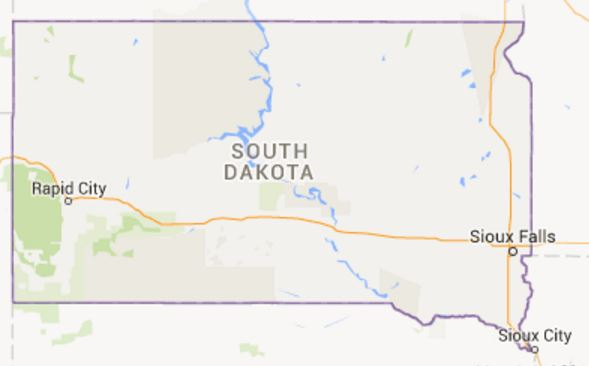 SOUTH
DAKOTA
Rapid City
Sioux Falls
Sioux City